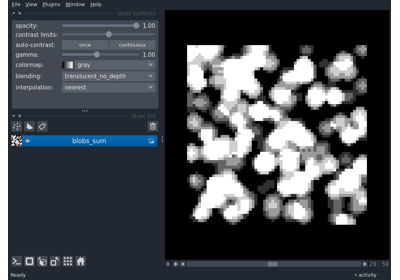 File View Plugins Window Help
layer controls
opacity: 1.00
contrast limits:
auto-contrast: once continuous
gamma: 1.00
colormap: gray
blending: translucent_no_depth
interpolation: nearest
layer list
blobs_sum
29 59
Ready activity